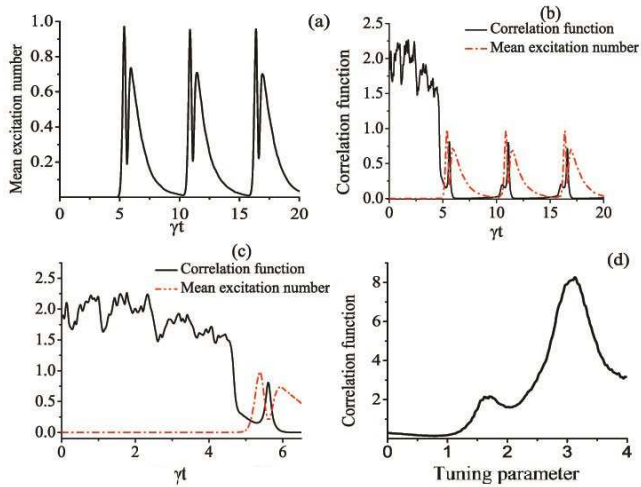 (a)
Mean excitation number
1.0
0.8
0.6
0.4
0.2
0 5 10 15 20
γt
(b)
Correlation function
Mean excitation number
Correlation function
2.5
2.0
1.5
1.0
0.5
0.0
0 5 10 15 20
γt
(c)
Correlation function
Mean excitation number
2.5
2.0
1.5
1.0
0.5
0.0
0 2 4 6
γt
(d)
Correlation function
8
6
4
2
0 1 2 3 4
Tuning parameter